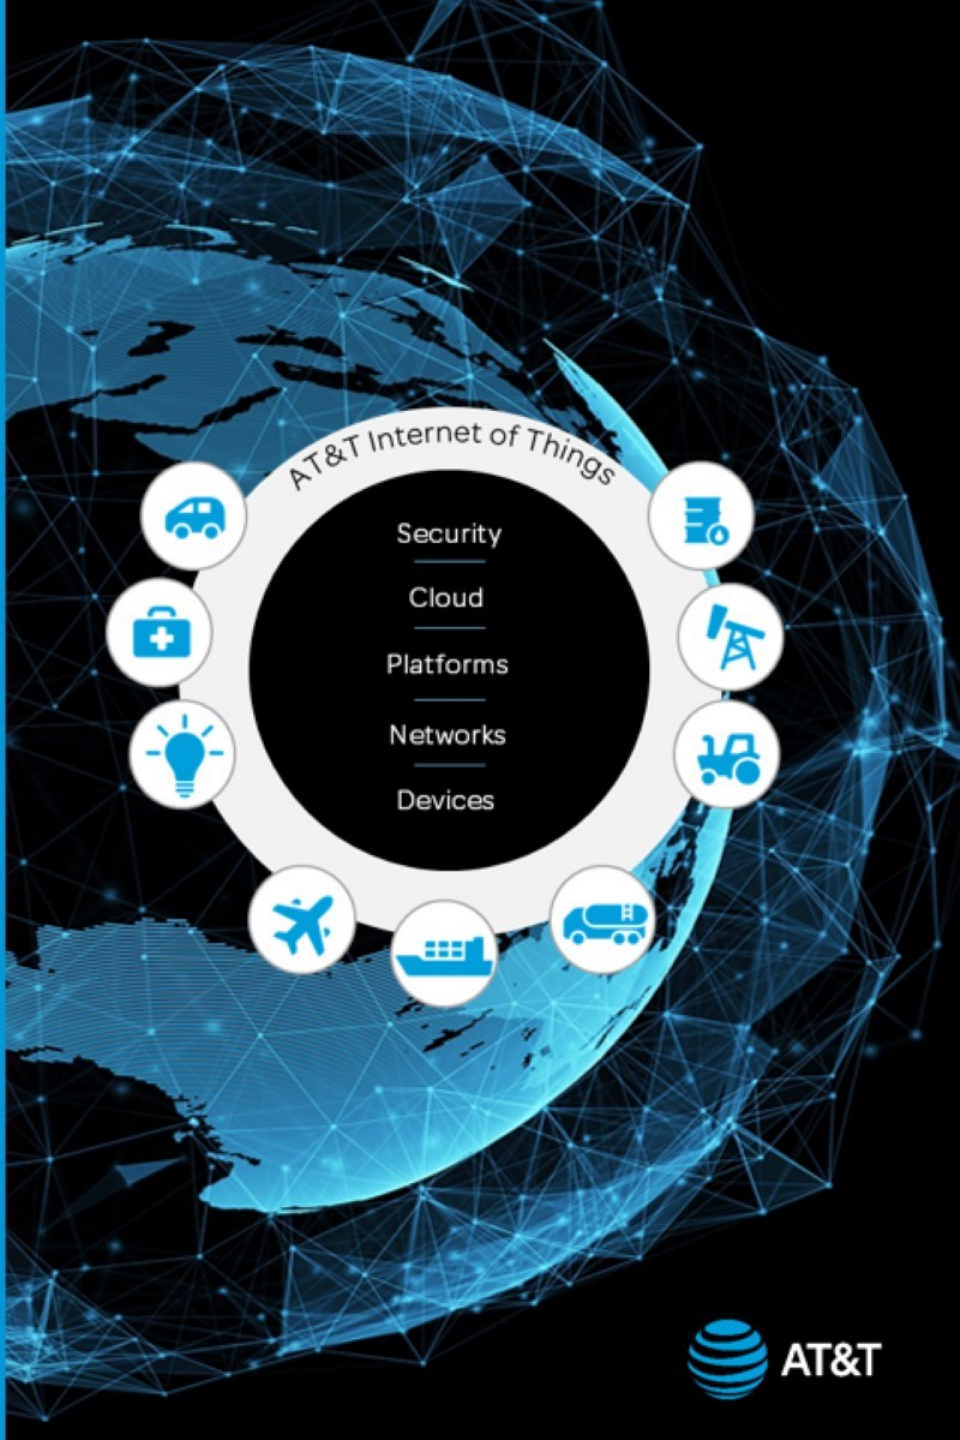 AT&T Internet of Things
Security
Cloud
Platforms
Networks
Devices
AT&T